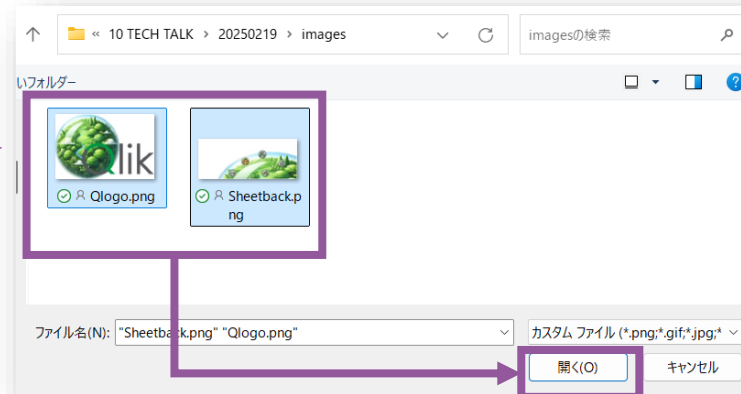 « 10 TECH TALK > 20250219 > images
imagesの検索
いフォルダー
Qlik
Qlogo.png
Sheetback.p
ng
ファイル名(N): "Sheetback.png" "Qlogo.png"
カスタム ファイル (*.png;*.gif;*.jpg;*
開く(O)
キャンセル